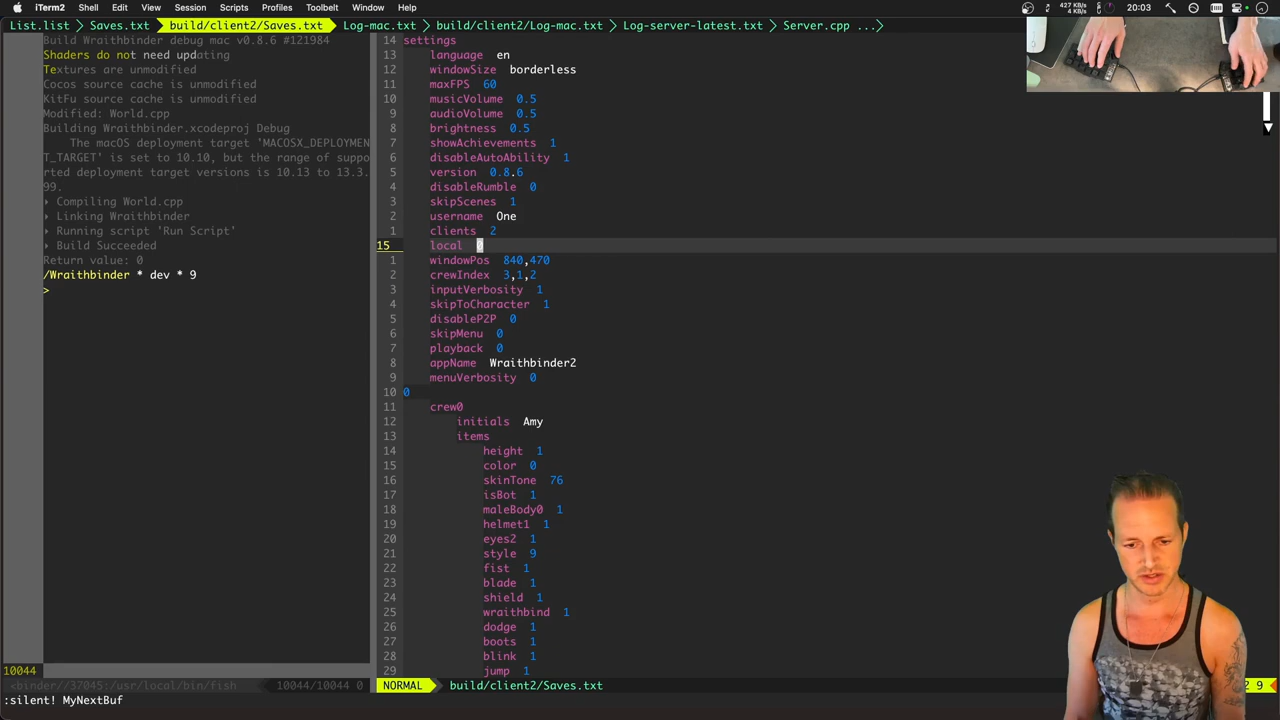 iTerm2 Shell Edit View Session Scripts Profiles Toolbelt Window Help
427 KB/s
4 KB/s
20:03
List.list Saves.txt build/client2/Saves.txt Log-mac.txt build/client2/Log-mac.txt Log-server-latest.txt Server.cpp ...
Build Wraithbinder debug mac v0.8.6 #121984
Shaders do not need updating
Textures are unmodified
Cocos source cache is unmodified
KitFu source cache is unmodified
Modified: World.cpp
Building Wraithbinder.xcodeproj Debug
The macOS deployment target 'MACOSX_DEPLOYMEN
T_TARGET' is set to 10.10, but the range of suppo
rted deployment target versions is 10.13 to 13.3.
99.
Compiling World.cpp
Linking Wraithbinder
Running script 'Run Script'
Build Succeeded
Return value: 0
/Wraithbinder * dev * 9
>
10044
<binder//37045:/usr/local/bin/fish 10044/10044 0
14 settings
13 language en
12 windowSize borderless
11 maxFPS 60
10 musicVolume 0.5
9 audioVolume 0.5
8 brightness 0.5
7 showAchievements 1
6 disableAutoAbility 1
5 version 0.8.6
4 disableRumble 0
3 skipScenes 1
2 username One
1 clients 2
15 local 0
1 windowPos 840,470
2 crewIndex 3,1,2
3 inputVerbosity 1
4 skipToCharacter 1
5 disableP2P 0
6 skipMenu 0
7 playback 0
8 appName Wraithbinder2
9 menuVerbosity 0
10 0
11 crew0
12 initials Amy
13 items
14 height 1
15 color 0
16 skinTone 76
17 isBot 1
18 maleBody0 1
19 helmet1 1
20 eyes2 1
21 style 9
22 fist 1
23 blade 1
24 shield 1
25 wraithbind 1
26 dodge 1
27 boots 1
28 blink 1
29 jump 1
NORMAL build/client2/Saves.txt
2 9
:silent! MyNextBuf